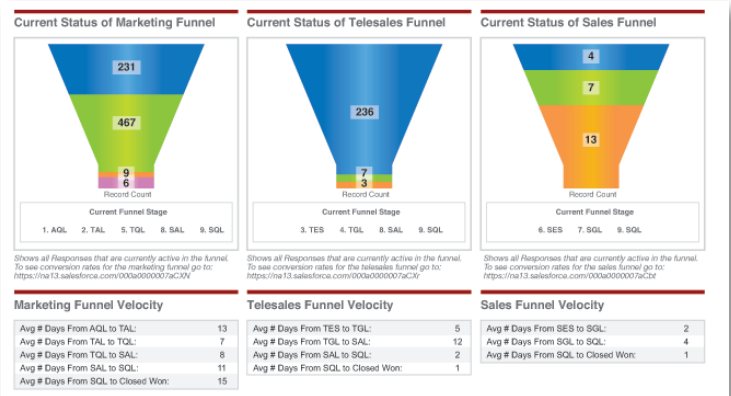 Current Status of Marketing Funnel
231
467
9
6
Record Count
Current Funnel Stage
1. AQL 2. TAL 5. TQL 8. SAL 9. SQL
Shows all Responses that are currently active in the funnel.
To see conversion rates for the marketing funnel go to:
https://na13.salesforce.com/000a0000007aCXN
Current Status of Telesales Funnel
236
7
3
Record Count
Current Funnel Stage
3. TES 4. TGL 8. SAL 9. SQL
Shows all Responses that are currently active in the funnel.
To see conversion rates for the telesales funnel go to:
https://na13.salesforce.com/000a0000007aCXr
Current Status of Sales Funnel
4
7
13
Record Count
Current Funnel Stage
6. SES 7. SGL 9. SQL
Shows all Responses that are currently active in the funnel.
To see conversion rates for the sales funnel go to:
https://na13.salesforce.com/000a0000007aCbt
Marketing Funnel Velocity
Avg # Days From AQL to TAL: 13
Avg # Days From TAL to TQL: 7
Avg # Days From TQL to SAL: 8
Avg # Days From SAL to SQL: 11
Avg # Days From SQL to Closed Won: 15
Telesales Funnel Velocity
Avg # Days From TES to TGL: 5
Avg # Days From TGL to SAL: 12
Avg # Days From SAL to SQL: 2
Avg # Days From SQL to Closed Won: 1
Sales Funnel Velocity
Avg # Days From SES to SGL: 2
Avg # Days From SGL to SQL: 4
Avg # Days From SQL to Closed Won: 1